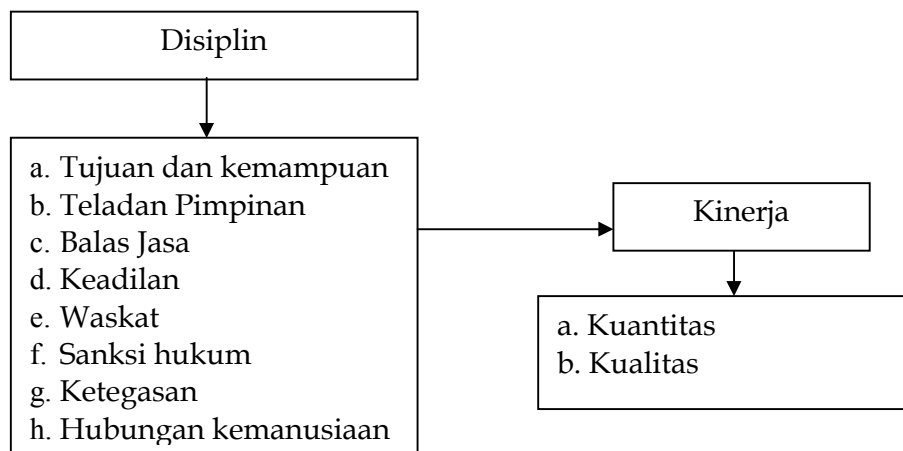 Disiplin
a. Tujuan dan kemampuan
b. Teladan Pimpinan
c. Balas Jasa
d. Keadilan
e. Waskat
f. Sanksi hukum
g. Ketegasan
h. Hubungan kemanusiaan
Kinerja
a. Kuantitas
b. Kualitas